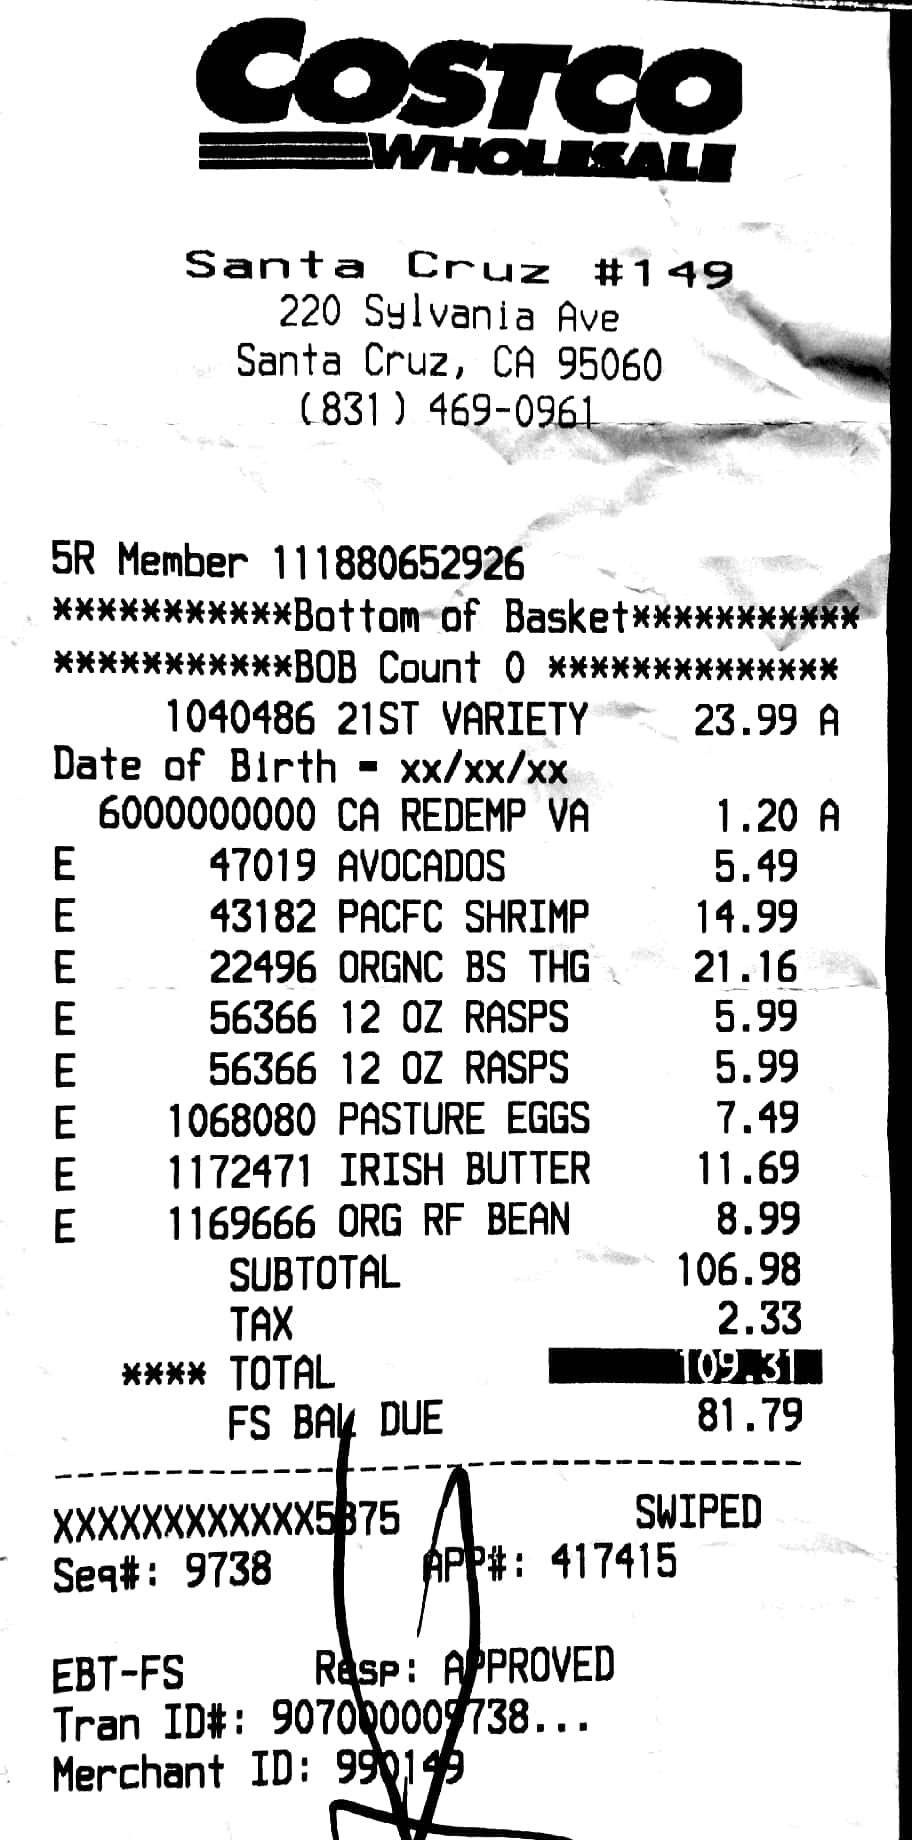 COSTCO
WHOLESALE
Santa Cruz #149
220 Sylvania Ave
Santa Cruz, CA 95060
(831) 469-0961
5R Member 111880652926
***********Bottom of Basket***********
***********BOB Count 0 **************
1040486 21ST VARIETY 23.99 A
Date of Birth - xx/xx/xx
6000000000 CA REDEMP VA 1.20 A
E 47019 AVOCADOS 5.49
E 43182 PACFC SHRIMP 14.99
E 22496 ORGNC BS THG 21.16
E 56366 12 OZ RASPS 5.99
E 56366 12 OZ RASPS 5.99
E 1068080 PASTURE EGGS 7.49
E 1172471 IRISH BUTTER 11.69
E 1169666 ORG RF BEAN 8.99
SUBTOTAL 106.98
TAX 2.33
**** TOTAL 109.31
FS BAL DUE 81.79
XXXXXXXXXXXX5875 SWIPED
Seq#: 9738 APP#: 417415
EBT-FS Resp: APPROVED
Tran ID#: 907000009738...
Merchant ID: 990149